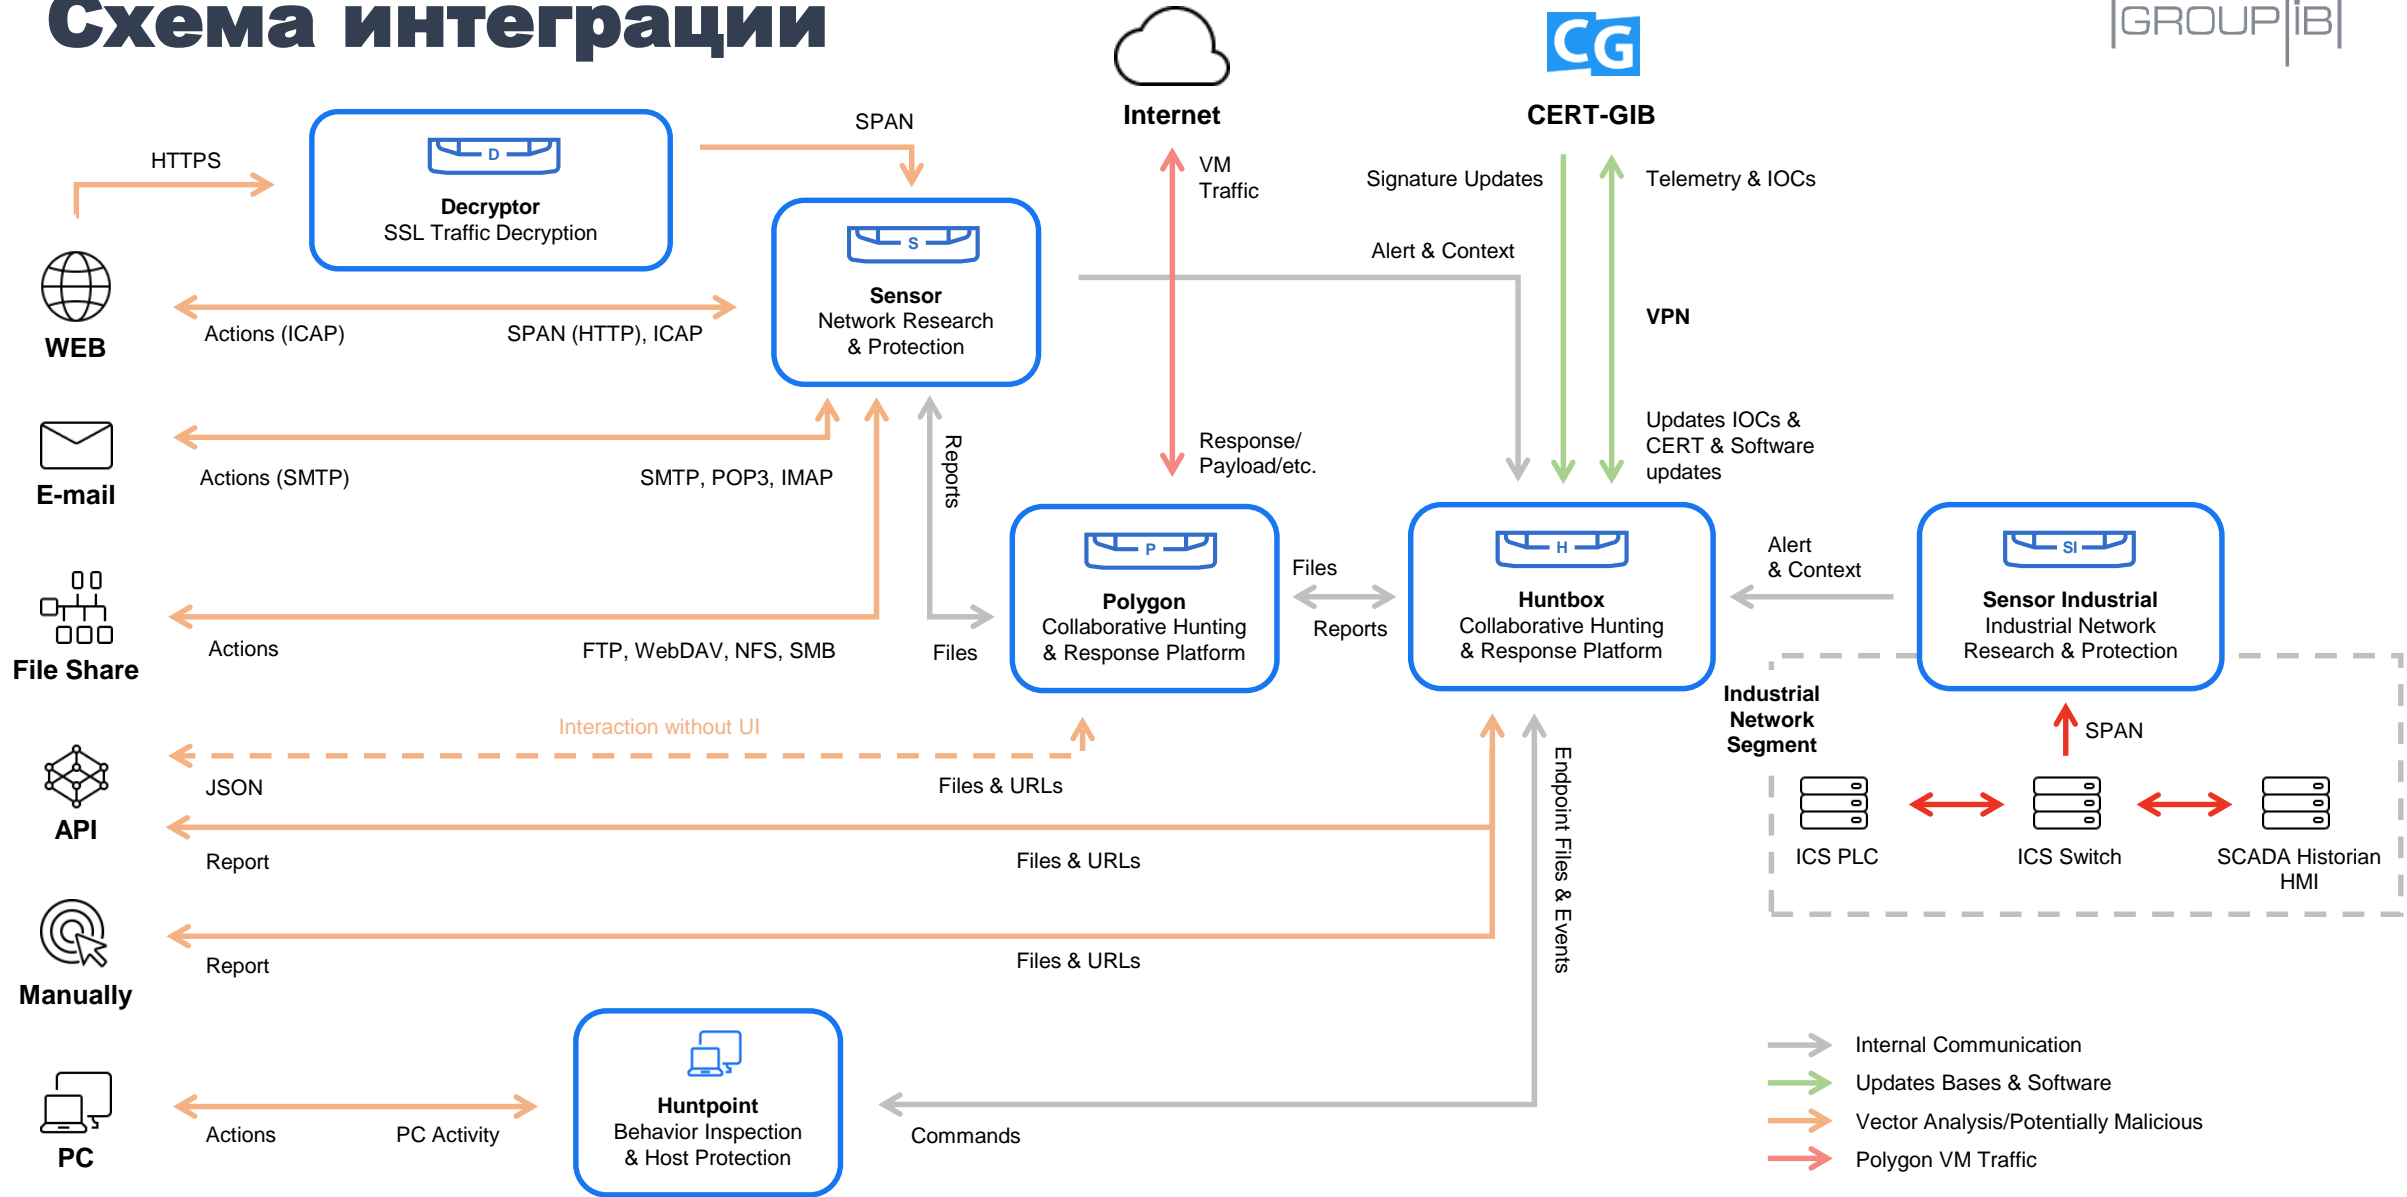 Схема интеграции
GROUP|iB
CG
Internet
CERT-GIB
SPAN
HTTPS
D
Decryptor
SSL Traffic Decryption
VM
Traffic
Signature Updates
Telemetry & IOCs
S
Sensor
Network Research
& Protection
Alert & Context
WEB
Actions (ICAP)
SPAN (HTTP), ICAP
VPN
E-mail
Actions (SMTP)
SMTP, POP3, IMAP
Reports
Response/
Payload/etc.
Updates IOCs &
CERT & Software
updates
P
Polygon
Collaborative Hunting
& Response Platform
Files
Reports
H
Huntbox
Collaborative Hunting
& Response Platform
Alert
& Context
SI
Sensor Industrial
Industrial Network
Research & Protection
File Share
Actions
FTP, WebDAV, NFS, SMB
Files
Industrial
Network
Segment
SPAN
Interaction without UI
API
JSON
Files & URLs
Report
Files & URLs
Endpoint Files & Events
ICS PLC
ICS Switch
SCADA Historian
HMI
Manually
Report
Files & URLs
PC
Actions
PC Activity
Huntpoint
Behavior Inspection
& Host Protection
Commands
Internal Communication
Updates Bases & Software
Vector Analysis/Potentially Malicious
Polygon VM Traffic